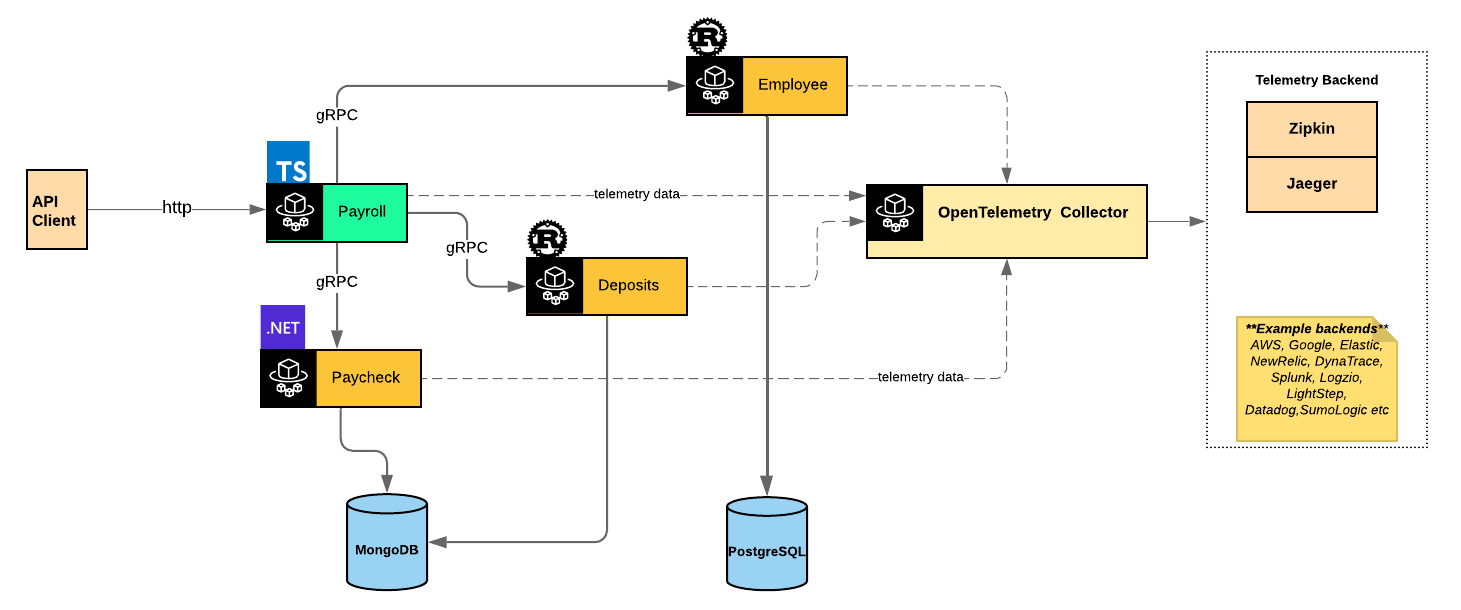 R
Employee
gRPC
Telemetry Backend
Zipkin
Jaeger
TS
Payroll
API
Client
http
telemetry data
OpenTelemetry Collector
gRPC
R
Deposits
gRPC
.NET
Paycheck
telemetry data
**Example backends**
AWS, Google, Elastic,
NewRelic, DynaTrace,
Splunk, Logzio,
LightStep,
Datadog,SumoLogic etc
MongoDB
PostgreSQL